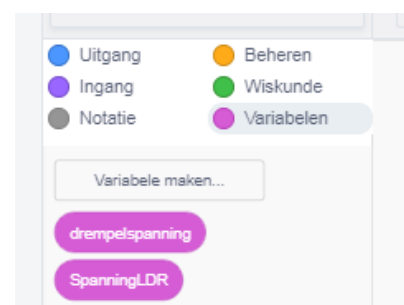 Uitgang
Beheren
Ingang
Wiskunde
Notatie
Variabelen
Variabele maken...
drempelspanning
SpanningLDR